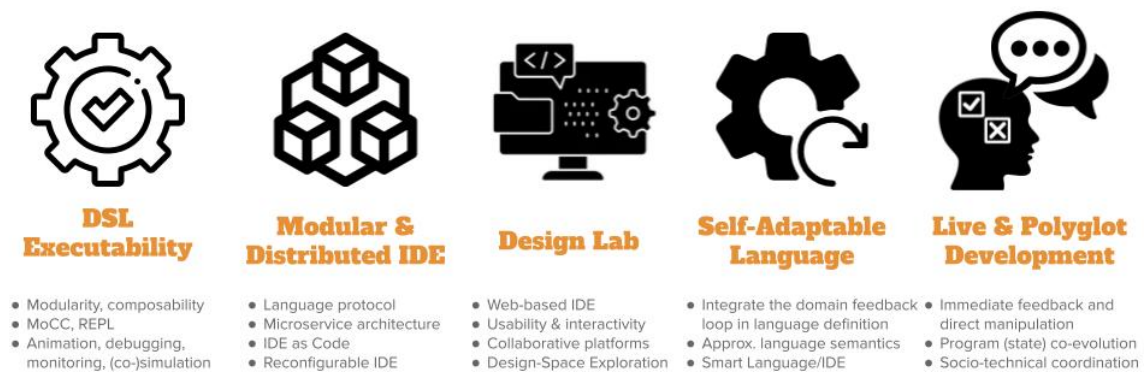 </>
DSL
Executability
● Modularity, composability
● MoCC, REPL
● Animation, debugging,
monitoring, (co-)simulation
Modular &
Distributed IDE
● Language protocol
● Microservice architecture
● IDE as Code
● Reconfigurable IDE
Design Lab
● Web-based IDE
● Usability & interactivity
● Collaborative platforms
● Design-Space Exploration
Self-Adaptable
Language
● Integrate the domain feedback
loop in language definition
● Approx. language semantics
● Smart Language/IDE
Live & Polyglot
Development
● Immediate feedback and
direct manipulation
● Program (state) co-evolution
● Socio-technical coordination